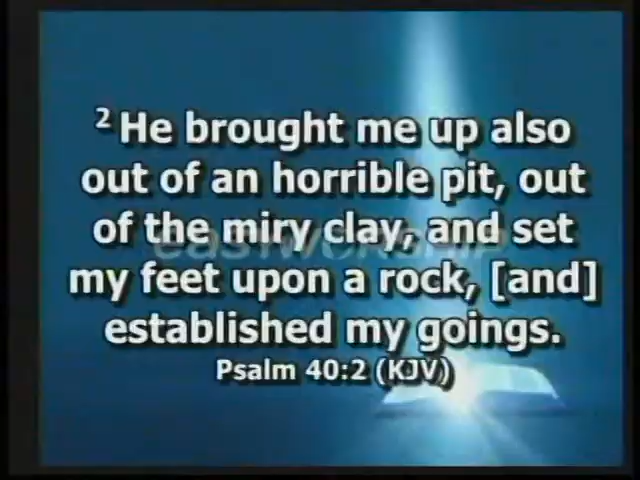 2 He brought me up also
out of an horrible pit, out
of the miry clay, and set
my feet upon a rock, [and]
established my goings.
Psalm 40:2 (KJV)